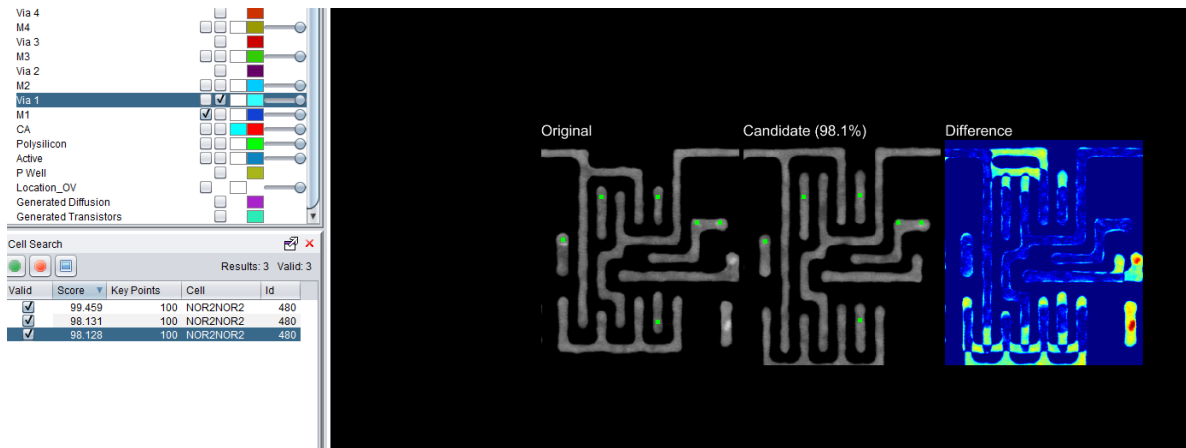 Via 4
M4
Via 3
M3
Via 2
M2
Via 1
M1
CA
Polysilicon
Active
P Well
Location_OV
Generated Diffusion
Generated Transistors
Cell Search
Results: 3 Valid: 3
Valid Score Key Points Cell Id
99.459 100 NOR2NOR2 480
98.131 100 NOR2NOR2 480
98.128 100 NOR2NOR2 480
Original Candidate (98.1%) Difference